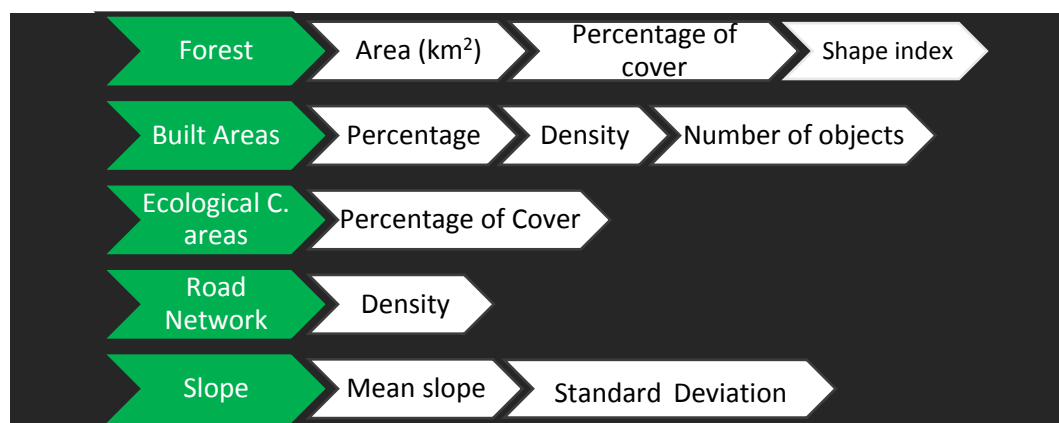 Forest
Area (km²)
Percentage of
cover
Shape index
Built Areas
Percentage
Density
Number of objects
Ecological C.
areas
Percentage of Cover
Road
Network
Density
Slope
Mean slope
Standard Deviation